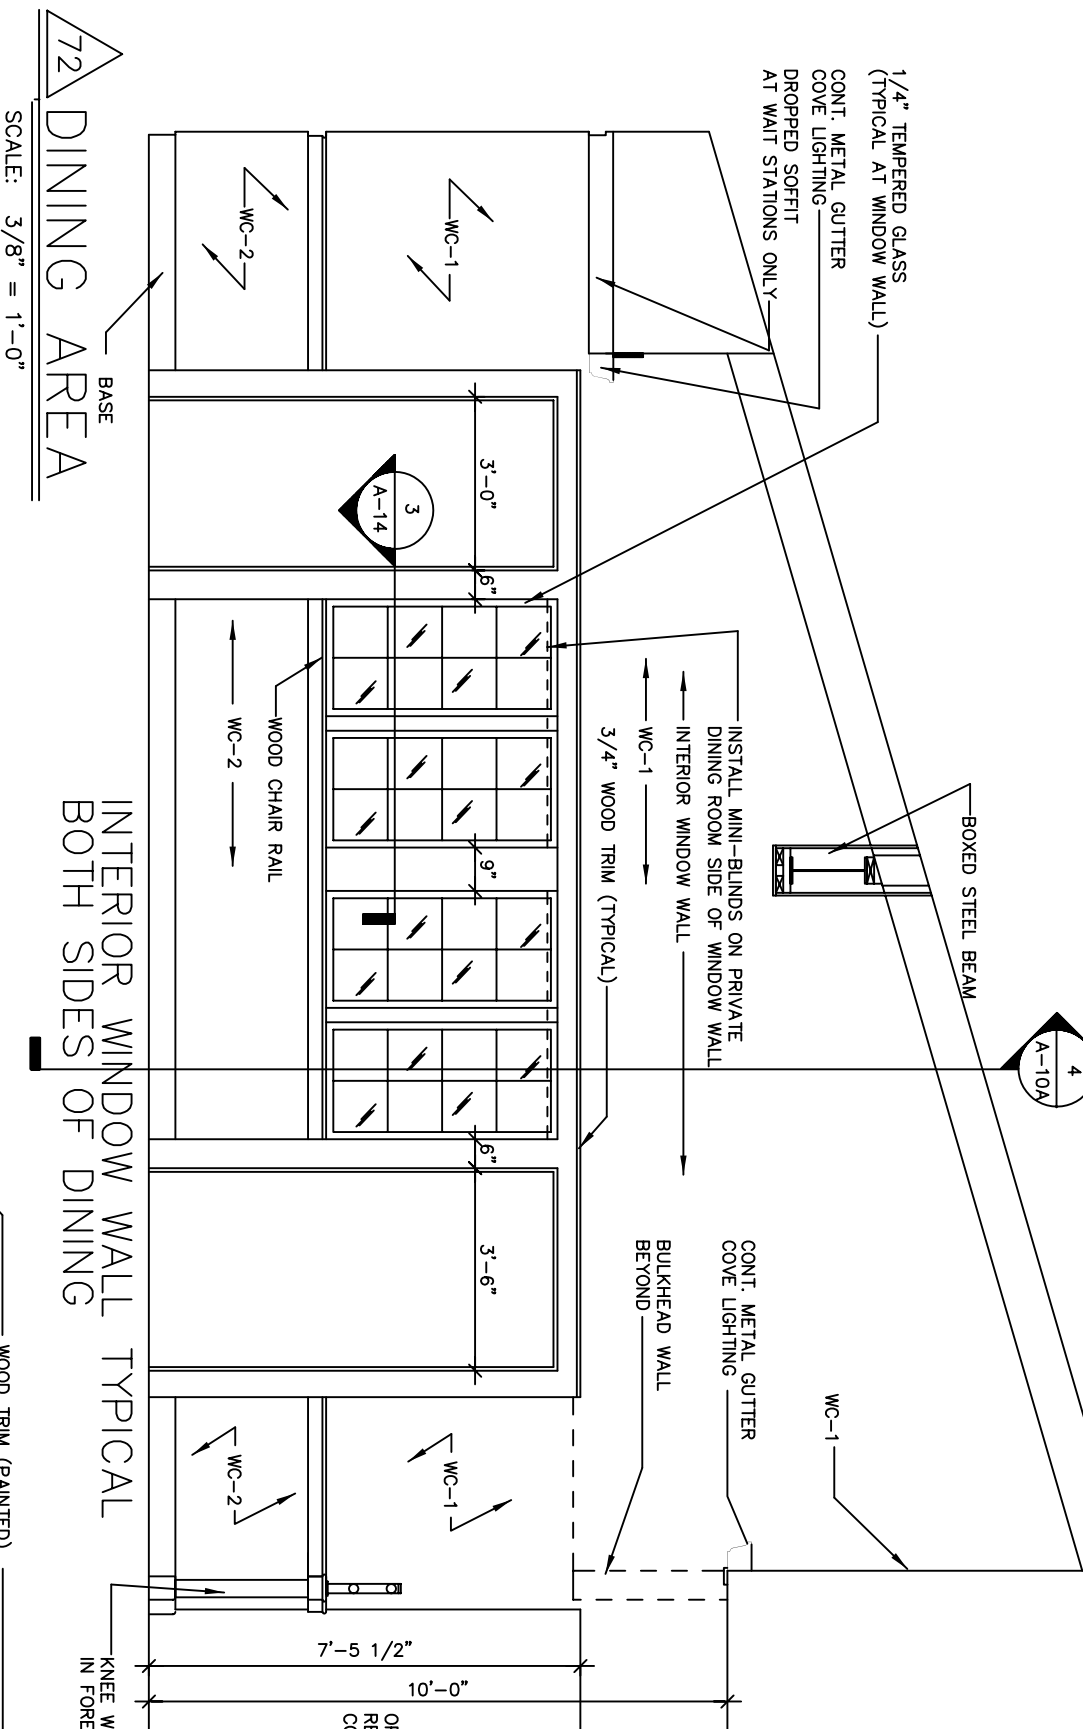 1/4" TEMPERED GLASS
(TYPICAL AT WINDOW WALL)
CONT. METAL GUTTER
COVE LIGHTING
DROPPED SOFFIT
AT WAIT STATIONS ONLY
BOXED STEEL BEAM
4
A-10A
INSTALL MINI-BLINDS ON PRIVATE
DINING ROOM SIDE OF WINDOW WALL
INTERIOR WINDOW WALL
WC-1
3/4" WOOD TRIM (TYPICAL)
CONT. METAL GUTTER
COVE LIGHTING
BULKHEAD WALL
BEYOND
WC-1
WC-1
WC-2
3'-0"
6"
9"
6"
3'-6"
3
A-14
WOOD CHAIR RAIL
WC-2
WC-1
WC-2
7'-5 1/2"
10'-0"
BASE
72
DINING AREA
SCALE: 3/8" = 1'-0"
INTERIOR WINDOW WALL TYPICAL
BOTH SIDES OF DINING
KNEE W
IN FORE
WOOD TRIM (PAINTED)